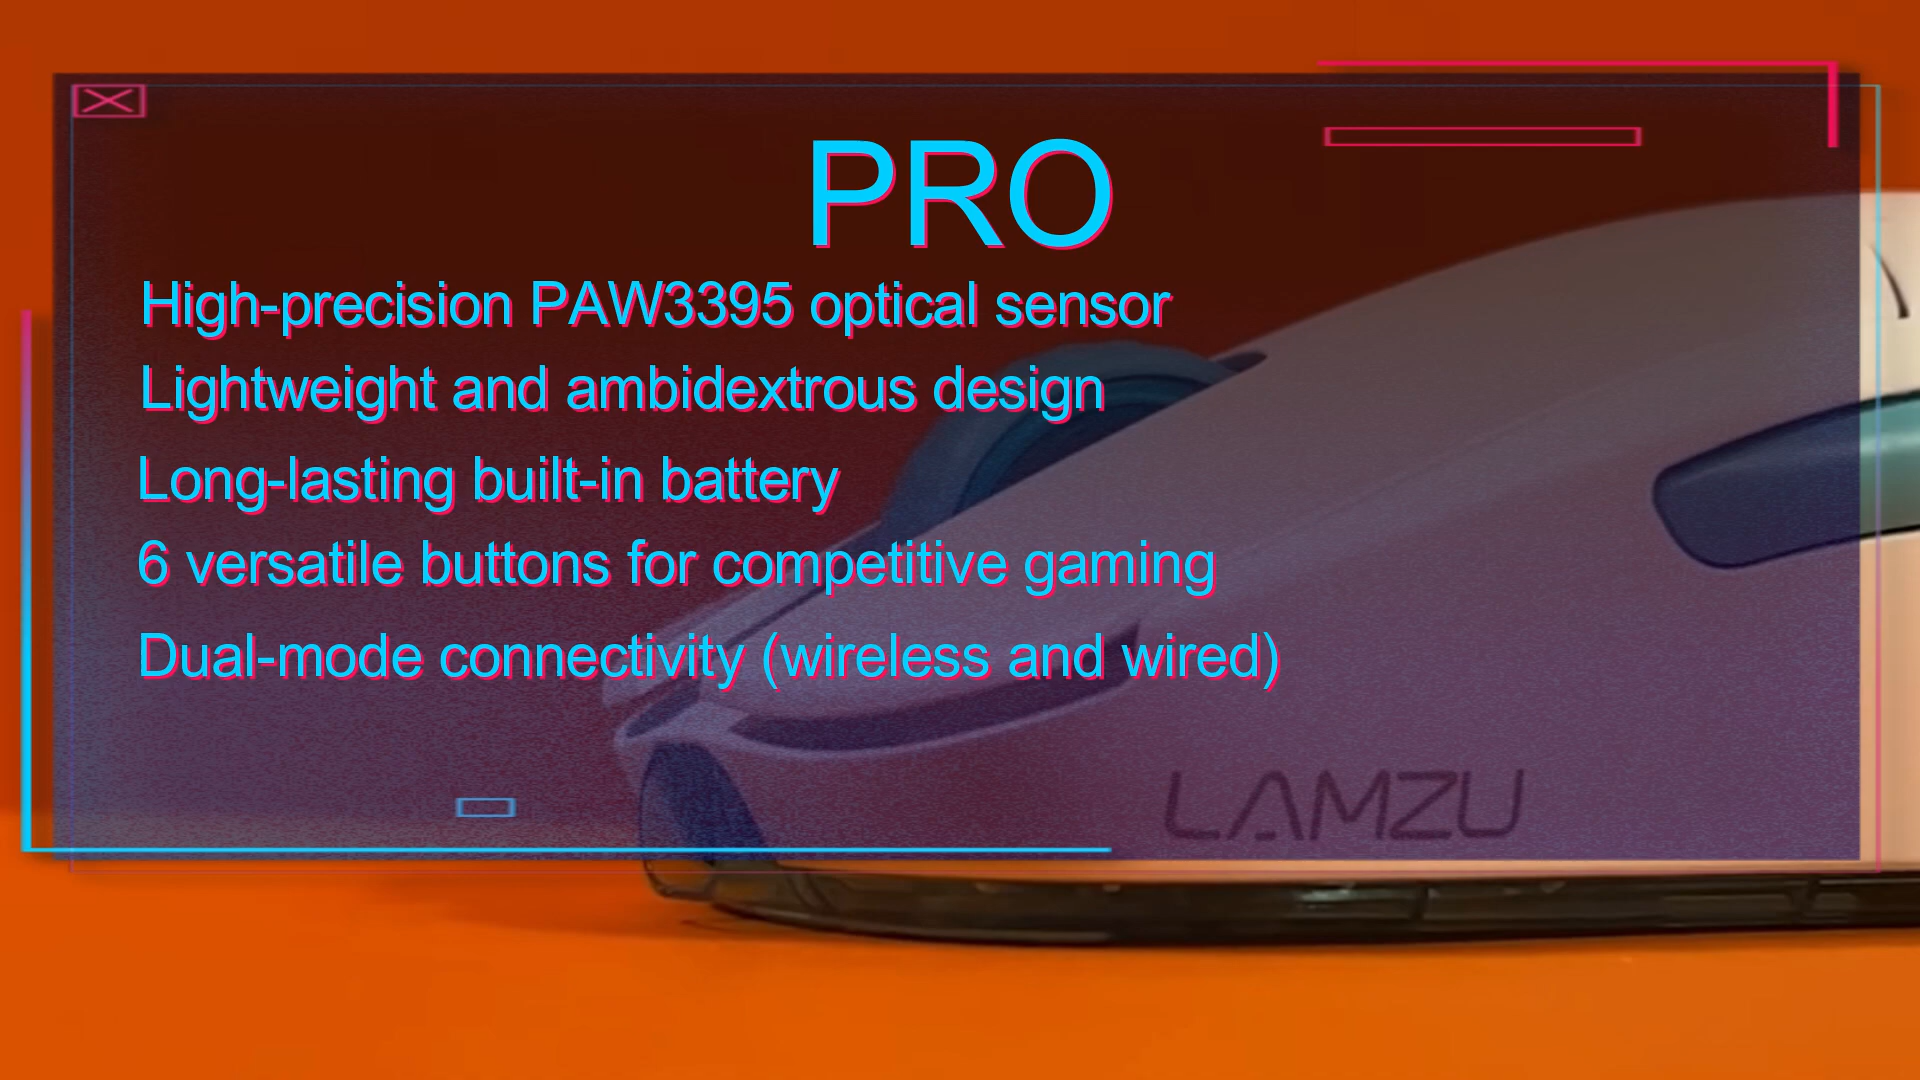 PRO
High-precision PAW3395 optical sensor
Lightweight and ambidextrous design
Long-lasting built-in battery
6 versatile buttons for competitive gaming
Dual-mode connectivity (wireless and wired)
LAMZU